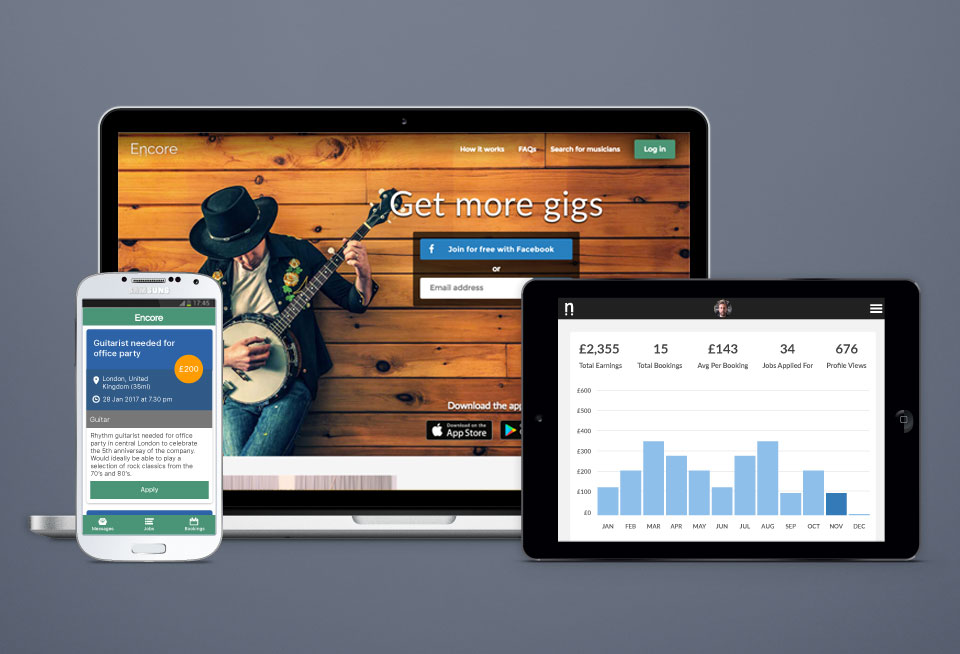 Encore
How it works
FAQs
Search for musicians
Log in
Get more gigs
f
Join for free with Facebook
or
Email address
Download the app
Download on the
App Store
SAMSUNG
17:45
Encore
Guitarist needed for
office party
£200
London, United
Kingdom (35mi)
28 Jan 2017 at 7.30 pm
Guitar
Rhythm guitarist needed for office
party in central London to celebrate
the 5th anniversay of the company.
Would ideally be able to play a
selection of rock classics from the
70's and 80's.
Apply
Messages
Jobs
Bookings
n
£2,355
15
£143
34
676
Total Earnings
Total Bookings
Avg Per Booking
Jobs Applied For
Profile Views
£600
£500
£400
£300
£200
£100
£0
JAN FEB MAR APR MAY JUN JUL AUG SEP OCT NOV DEC